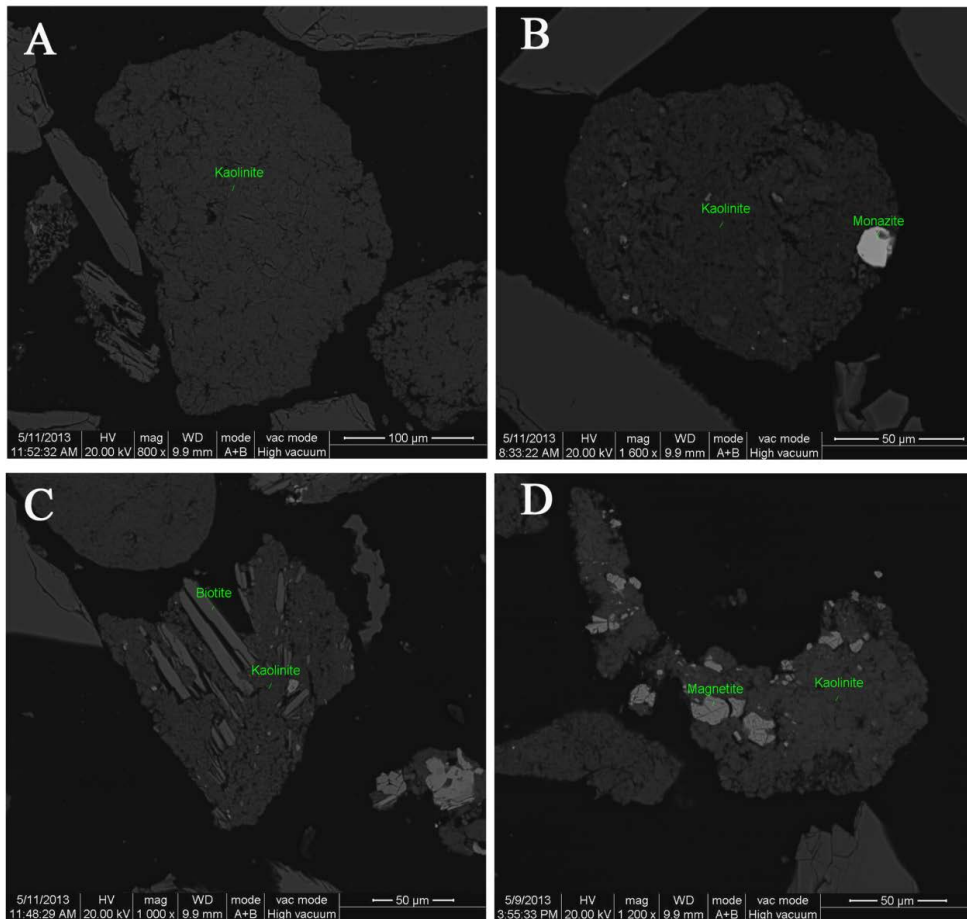 A
Kaolinite
5/11/2013 HV mag WD mode vac mode
11:52:32 AM 20.00 kV 800 x 9.9 mm A+B High vacuum
100 µm
B
Kaolinite
Monazite
5/11/2013 HV mag WD mode vac mode
8:33:22 AM 20.00 kV 1 600 x 9.9 mm A+B High vacuum
50 µm
C
Biotite
Kaolinite
5/11/2013 HV mag WD mode vac mode
11:48:29 AM 20.00 kV 1 000 x 9.9 mm A+B High vacuum
50 µm
D
Magnetite
Kaolinite
5/9/2013 HV mag WD mode vac mode
3:55:33 PM 20.00 kV 1 200 x 9.9 mm A+B High vacuum
50 µm